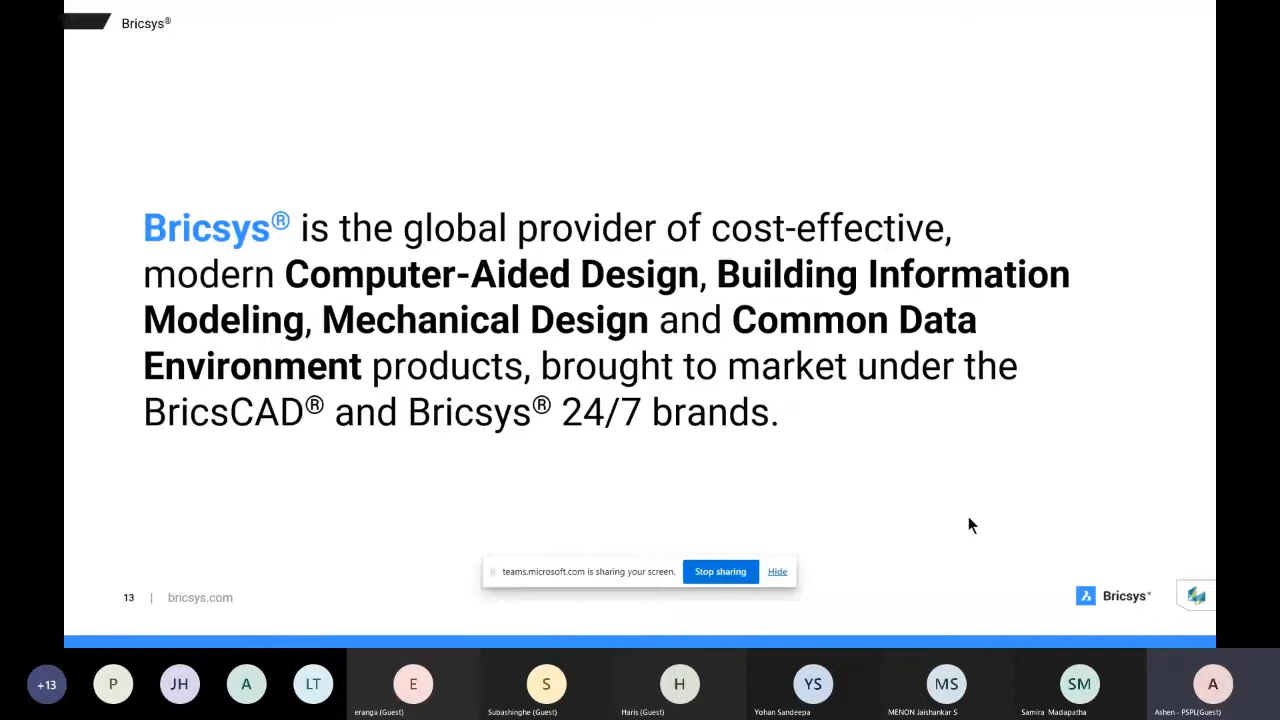 Bricsys®
Bricsys® is the global provider of cost-effective,
modern Computer-Aided Design, Building Information
Modeling, Mechanical Design and Common Data
Environment products, brought to market under the
BricsCAD® and Bricsys® 24/7 brands.
teams.microsoft.com is sharing your screen. Stop sharing Hide
13 | bricsys.com Bricsys®
+13 P JH A LT E S H YS MS SM A
eranga (Guest) Subashinghe (Guest) Haris (Guest) Yohan Sandeepa MENON Jaishankar S Samira Madapatha Ashen - PSPL(Guest)